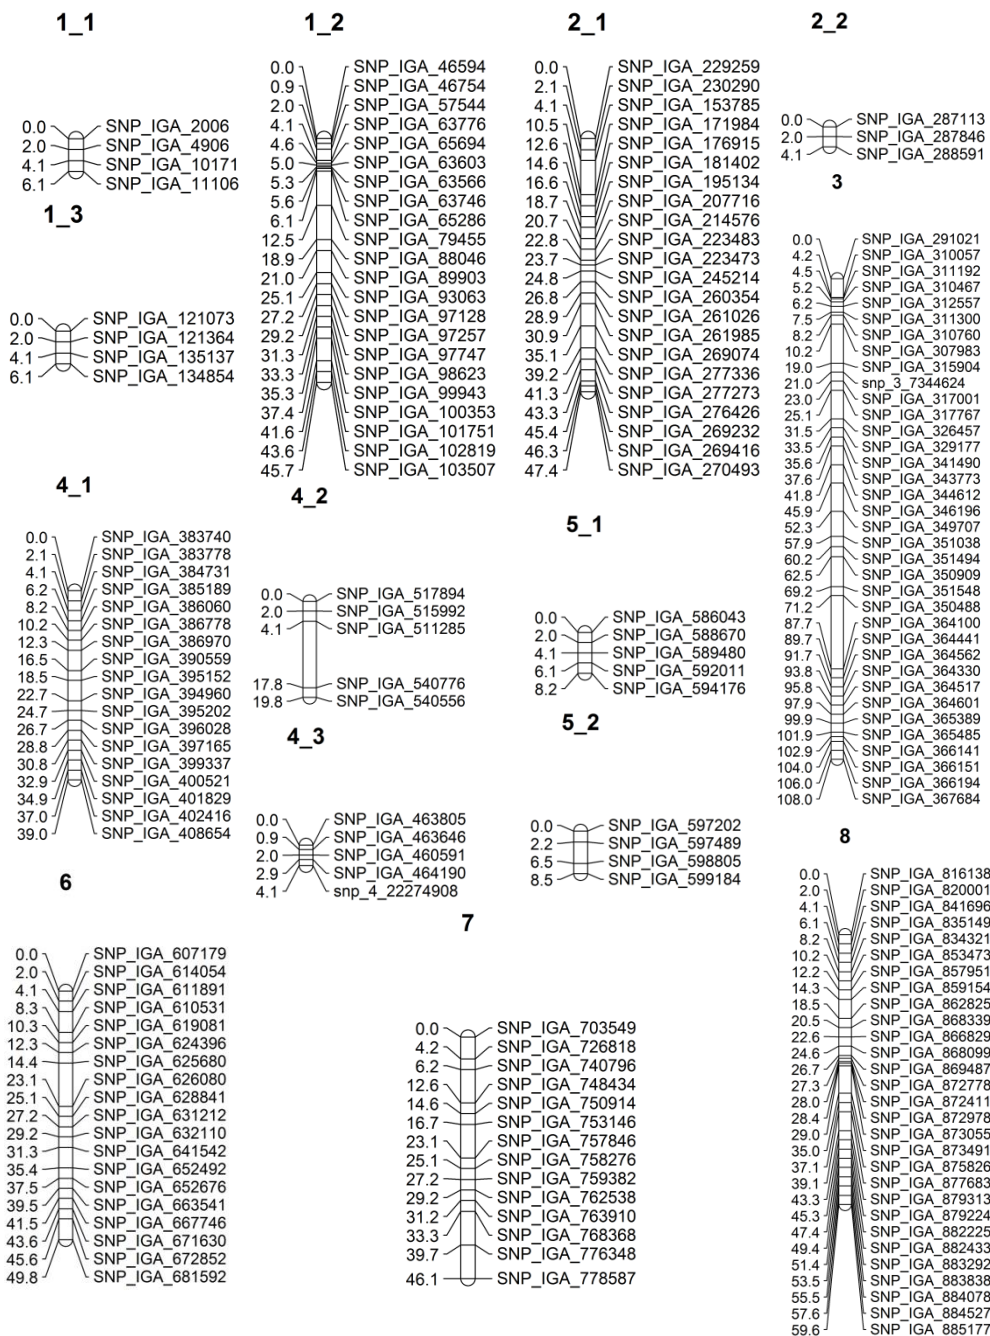 1_1
0.0 SNP_IGA_2006
2.0 SNP_IGA_4906
4.1 SNP_IGA_10171
6.1 SNP_IGA_11106
1_3
0.0 SNP_IGA_121073
2.0 SNP_IGA_121364
4.1 SNP_IGA_135137
6.1 SNP_IGA_134854
1_2
0.0 SNP_IGA_46594
0.9 SNP_IGA_46754
2.0 SNP_IGA_57544
4.1 SNP_IGA_63776
4.6 SNP_IGA_65694
5.0 SNP_IGA_63603
5.3 SNP_IGA_63566
5.6 SNP_IGA_63746
6.1 SNP_IGA_65286
12.5 SNP_IGA_79455
18.9 SNP_IGA_88046
21.0 SNP_IGA_89903
25.1 SNP_IGA_93063
27.2 SNP_IGA_97128
29.2 SNP_IGA_97257
31.3 SNP_IGA_97747
33.3 SNP_IGA_98623
35.3 SNP_IGA_99943
37.4 SNP_IGA_100353
41.6 SNP_IGA_101751
43.6 SNP_IGA_102819
45.7 SNP_IGA_103507
2_1
0.0 SNP_IGA_229259
2.1 SNP_IGA_230290
4.1 SNP_IGA_153785
10.5 SNP_IGA_171984
12.6 SNP_IGA_176915
14.6 SNP_IGA_181402
16.6 SNP_IGA_195134
18.7 SNP_IGA_207716
20.7 SNP_IGA_214576
22.8 SNP_IGA_223483
23.7 SNP_IGA_223473
24.8 SNP_IGA_245214
26.8 SNP_IGA_260354
28.9 SNP_IGA_261026
30.9 SNP_IGA_261985
35.1 SNP_IGA_269074
39.2 SNP_IGA_277336
41.3 SNP_IGA_277273
43.3 SNP_IGA_276426
45.4 SNP_IGA_269232
46.3 SNP_IGA_269416
47.4 SNP_IGA_270493
2_2
0.0 SNP_IGA_287113
2.0 SNP_IGA_287846
4.1 SNP_IGA_288591
3
0.0 SNP_IGA_291021
4.2 SNP_IGA_310057
4.5 SNP_IGA_311192
5.2 SNP_IGA_310467
6.2 SNP_IGA_312557
7.5 SNP_IGA_311300
8.2 SNP_IGA_310760
10.2 SNP_IGA_307983
19.0 SNP_IGA_315904
21.0 snp_3_7344624
23.0 SNP_IGA_317001
25.1 SNP_IGA_317767
31.5 SNP_IGA_326457
33.5 SNP_IGA_329177
35.6 SNP_IGA_341490
37.6 SNP_IGA_343773
41.8 SNP_IGA_344612
45.9 SNP_IGA_346196
52.3 SNP_IGA_349707
57.9 SNP_IGA_351038
60.2 SNP_IGA_351494
62.5 SNP_IGA_350909
69.2 SNP_IGA_351548
71.2 SNP_IGA_350488
87.7 SNP_IGA_364100
89.7 SNP_IGA_364441
91.7 SNP_IGA_364562
93.8 SNP_IGA_364330
95.8 SNP_IGA_364517
97.9 SNP_IGA_364601
99.9 SNP_IGA_365389
101.9 SNP_IGA_365485
102.9 SNP_IGA_366141
104.0 SNP_IGA_366151
106.0 SNP_IGA_366194
108.0 SNP_IGA_367684
4_1
0.0 SNP_IGA_383740
2.1 SNP_IGA_383778
4.1 SNP_IGA_384731
6.2 SNP_IGA_385189
8.2 SNP_IGA_386060
10.2 SNP_IGA_386778
12.3 SNP_IGA_386970
16.5 SNP_IGA_390559
18.5 SNP_IGA_395152
22.7 SNP_IGA_394960
24.7 SNP_IGA_395202
26.7 SNP_IGA_396028
28.8 SNP_IGA_397165
30.8 SNP_IGA_399337
32.9 SNP_IGA_400521
34.9 SNP_IGA_401829
37.0 SNP_IGA_402416
39.0 SNP_IGA_408654
4_2
0.0 SNP_IGA_517894
2.0 SNP_IGA_515992
4.1 SNP_IGA_511285
17.8 SNP_IGA_540776
19.8 SNP_IGA_540556
4_3
0.0 SNP_IGA_463805
0.9 SNP_IGA_463646
2.0 SNP_IGA_460591
2.9 SNP_IGA_464190
4.1 snp_4_22274908
5_1
0.0 SNP_IGA_586043
2.0 SNP_IGA_588670
4.1 SNP_IGA_589480
6.1 SNP_IGA_592011
8.2 SNP_IGA_594176
5_2
0.0 SNP_IGA_597202
2.2 SNP_IGA_597489
6.5 SNP_IGA_598805
8.5 SNP_IGA_599184
6
0.0 SNP_IGA_607179
2.0 SNP_IGA_614054
4.1 SNP_IGA_611891
8.3 SNP_IGA_610531
10.3 SNP_IGA_619081
12.3 SNP_IGA_624396
14.4 SNP_IGA_625680
23.1 SNP_IGA_626080
25.1 SNP_IGA_628841
27.2 SNP_IGA_631212
29.2 SNP_IGA_632110
31.3 SNP_IGA_641542
35.4 SNP_IGA_652492
37.5 SNP_IGA_652676
39.5 SNP_IGA_663541
41.5 SNP_IGA_667746
43.6 SNP_IGA_671630
45.6 SNP_IGA_672852
49.8 SNP_IGA_681592
7
0.0 SNP_IGA_703549
4.2 SNP_IGA_726818
6.2 SNP_IGA_740796
12.6 SNP_IGA_748434
14.6 SNP_IGA_750914
16.7 SNP_IGA_753146
23.1 SNP_IGA_757846
25.1 SNP_IGA_758276
27.2 SNP_IGA_759382
29.2 SNP_IGA_762538
31.2 SNP_IGA_763910
33.3 SNP_IGA_768368
39.7 SNP_IGA_776348
46.1 SNP_IGA_778587
8
0.0 SNP_IGA_816138
2.0 SNP_IGA_820001
4.1 SNP_IGA_841696
6.1 SNP_IGA_835149
8.2 SNP_IGA_834321
10.2 SNP_IGA_853473
12.2 SNP_IGA_857951
14.3 SNP_IGA_859154
18.5 SNP_IGA_862825
20.5 SNP_IGA_868339
22.6 SNP_IGA_866829
24.6 SNP_IGA_868099
26.7 SNP_IGA_869487
27.3 SNP_IGA_872778
28.0 SNP_IGA_872411
28.4 SNP_IGA_872978
29.0 SNP_IGA_873055
35.0 SNP_IGA_873491
37.1 SNP_IGA_875826
39.1 SNP_IGA_877683
43.3 SNP_IGA_879313
45.3 SNP_IGA_879224
47.4 SNP_IGA_882225
49.4 SNP_IGA_882433
51.4 SNP_IGA_883292
53.5 SNP_IGA_883838
55.5 SNP_IGA_884078
57.6 SNP_IGA_884527
59.6 SNP_IGA_885177